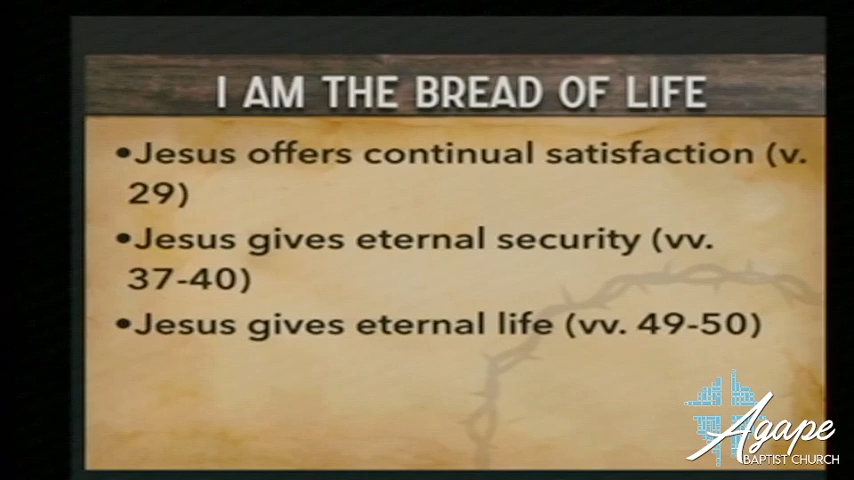 I AM THE BREAD OF LIFE
•Jesus offers continual satisfaction (v.
29)
•Jesus gives eternal security (vv.
37-40)
•Jesus gives eternal life (vv. 49-50)
Agape
BAPTIST CHURCH